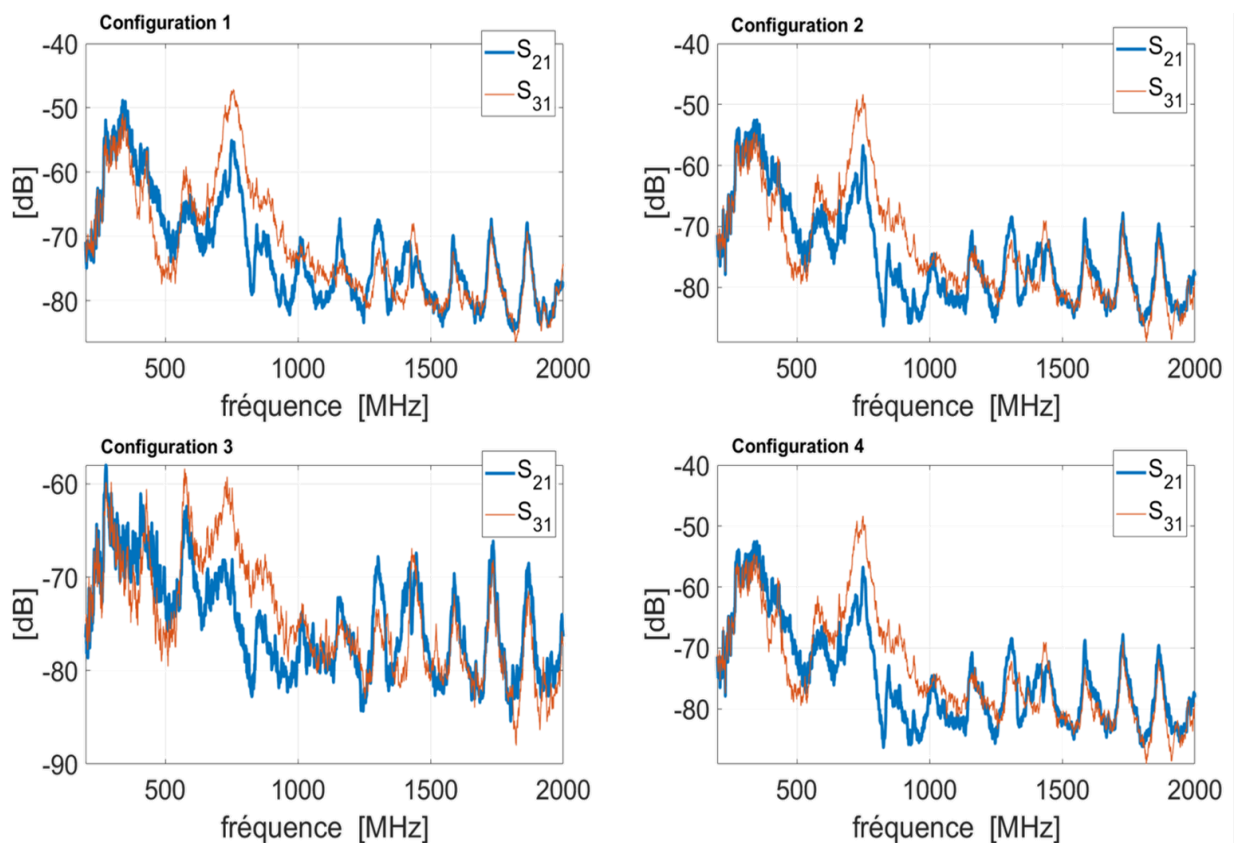 Configuration 1
-40
-50
-60
-70
-80
[dB]
S21
S31
500 1000 1500 2000
fréquence [MHz]
Configuration 2
-40
-50
-60
-70
-80
[dB]
S21
S31
500 1000 1500 2000
fréquence [MHz]
Configuration 3
-60
-70
-80
-90
[dB]
S21
S31
500 1000 1500 2000
fréquence [MHz]
Configuration 4
-40
-50
-60
-70
-80
[dB]
S21
S31
500 1000 1500 2000
fréquence [MHz]